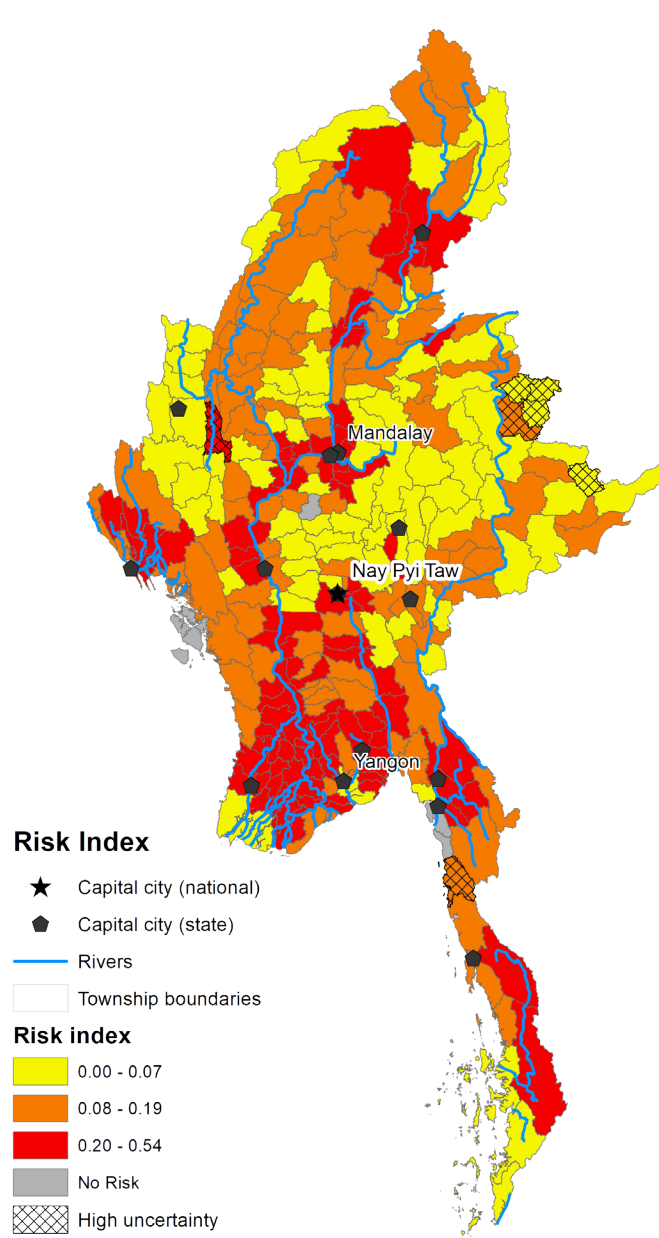 Mandalay
Nay Pyi Taw
Yangon
Risk Index
Capital city (national)
Capital city (state)
Rivers
Township boundaries
Risk index
0.00 - 0.07
0.08 - 0.19
0.20 - 0.54
No Risk
High uncertainty